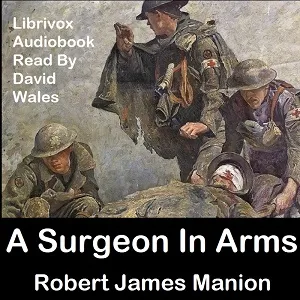 Librivox
Audiobook
Read By
David
Wales
A Surgeon In Arms
Robert James Manion